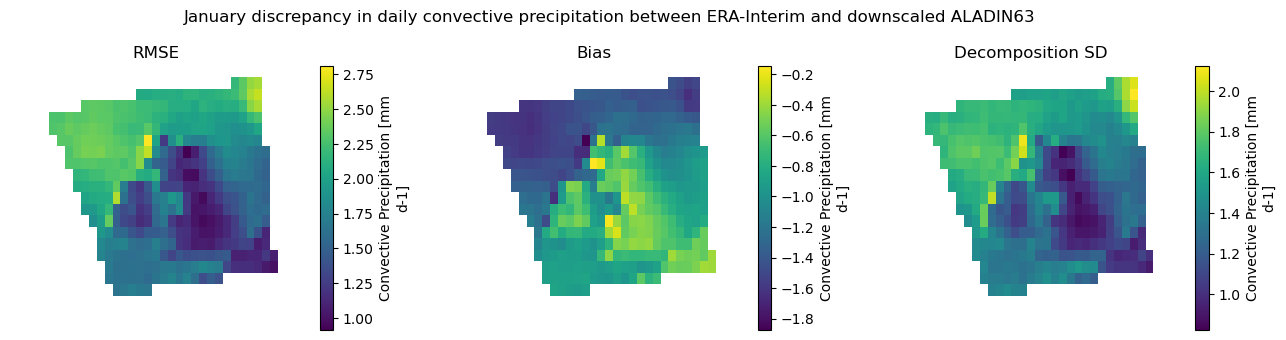 January discrepancy in daily convective precipitation between ERA-Interim and downscaled ALADIN63
RMSE
2.75
2.50
2.25
2.00
1.75
1.50
1.25
1.00
Convective Precipitation [mm
d-1]
Bias
−0.2
−0.4
−0.6
−0.8
−1.0
−1.2
−1.4
−1.6
−1.8
Convective Precipitation [mm
d-1]
Decomposition SD
2.0
1.8
1.6
1.4
1.2
1.0
Convective Precipitation [mm
d-1]